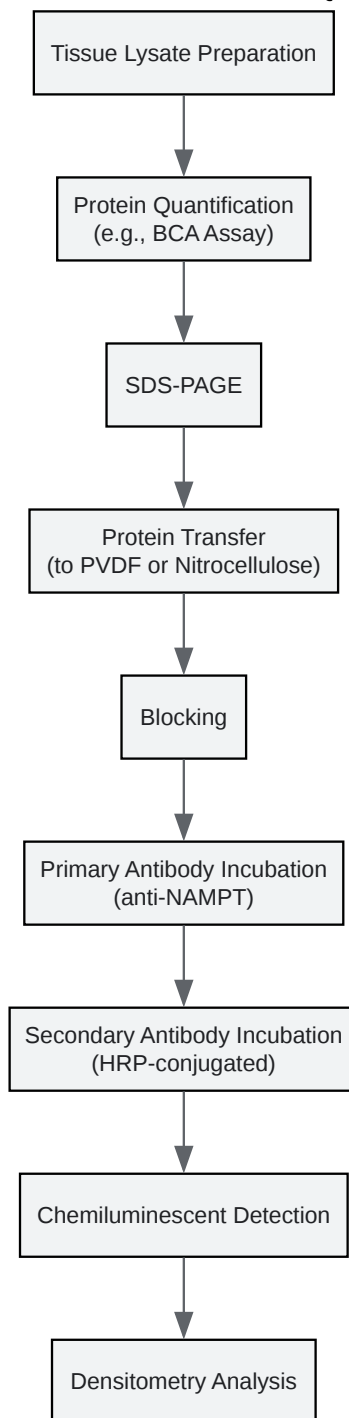 Tissue Lysate Preparation
Protein Quantification
(e.g., BCA Assay)
SDS-PAGE
Protein Transfer
(to PVDF or Nitrocellulose)
Blocking
Primary Antibody Incubation
(anti-NAMPT)
Secondary Antibody Incubation
(HRP-conjugated)
Chemiluminescent Detection
Densitometry Analysis